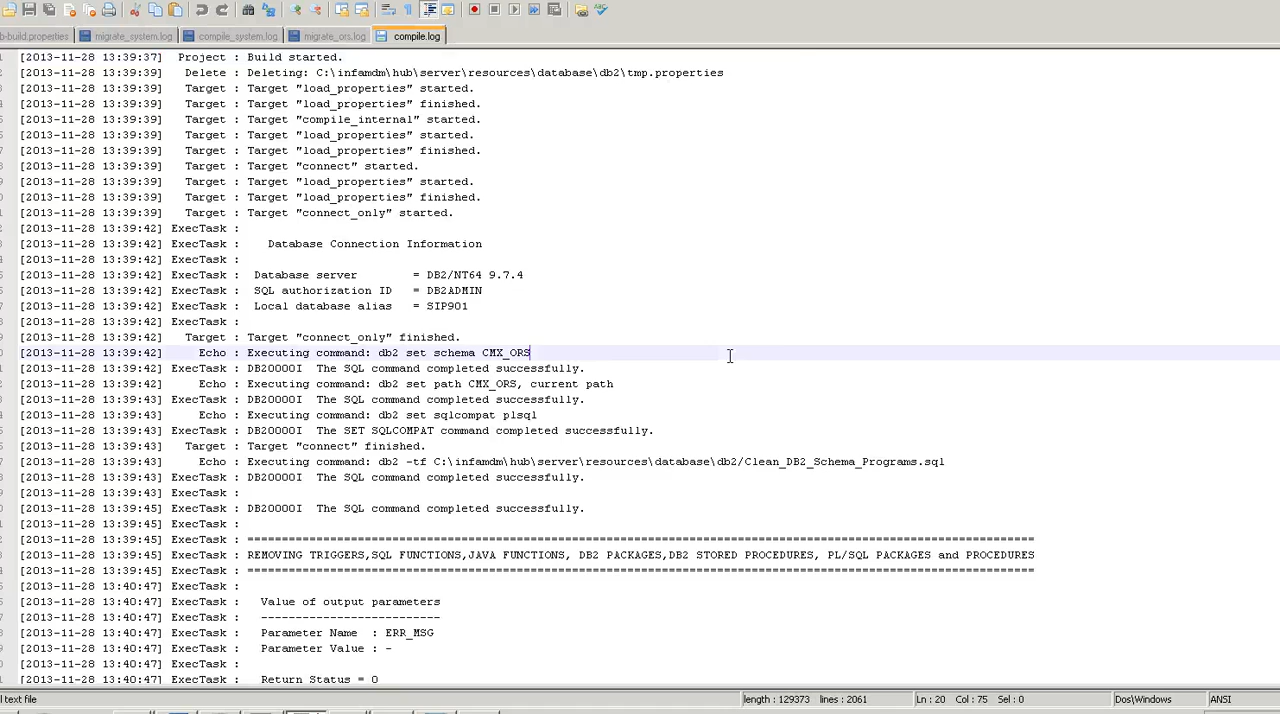 b-build.properties migrate_system.log compile_system.log migrate_ors.log compile.log
[2013-11-28 13:39:37] Project : Build started.
[2013-11-28 13:39:39] Delete : Deleting: C:\infamdm\hub\server\resources\database\db2\tmp.properties
[2013-11-28 13:39:39] Target : Target "load_properties" started.
[2013-11-28 13:39:39] Target : Target "load_properties" finished.
[2013-11-28 13:39:39] Target : Target "compile_internal" started.
[2013-11-28 13:39:39] Target : Target "load_properties" started.
[2013-11-28 13:39:39] Target : Target "load_properties" finished.
[2013-11-28 13:39:39] Target : Target "connect" started.
[2013-11-28 13:39:39] Target : Target "load_properties" started.
[2013-11-28 13:39:39] Target : Target "load_properties" finished.
[2013-11-28 13:39:39] Target : Target "connect_only" started.
[2013-11-28 13:39:42] ExecTask :
[2013-11-28 13:39:42] ExecTask : Database Connection Information
[2013-11-28 13:39:42] ExecTask :
[2013-11-28 13:39:42] ExecTask : Database server = DB2/NT64 9.7.4
[2013-11-28 13:39:42] ExecTask : SQL authorization ID = DB2ADMIN
[2013-11-28 13:39:42] ExecTask : Local database alias = SIP901
[2013-11-28 13:39:42] ExecTask :
[2013-11-28 13:39:42] Target : Target "connect_only" finished.
[2013-11-28 13:39:42] Echo : Executing command: db2 set schema CMX_ORS
[2013-11-28 13:39:42] ExecTask : DB20000I The SQL command completed successfully.
[2013-11-28 13:39:42] Echo : Executing command: db2 set path CMX_ORS, current path
[2013-11-28 13:39:43] ExecTask : DB20000I The SQL command completed successfully.
[2013-11-28 13:39:43] Echo : Executing command: db2 set sqlcompat plsql
[2013-11-28 13:39:43] ExecTask : DB20000I The SET SQLCOMPAT command completed successfully.
[2013-11-28 13:39:43] Target : Target "connect" finished.
[2013-11-28 13:39:43] Echo : Executing command: db2 -tf C:\infamdm\hub\server\resources\database\db2/Clean_DB2_Schema_Programs.sql
[2013-11-28 13:39:43] ExecTask : DB20000I The SQL command completed successfully.
[2013-11-28 13:39:43] ExecTask :
[2013-11-28 13:39:45] ExecTask : DB20000I The SQL command completed successfully.
[2013-11-28 13:39:45] ExecTask :
[2013-11-28 13:39:45] ExecTask : ==================================================================================================================
[2013-11-28 13:39:45] ExecTask : REMOVING TRIGGERS,SQL FUNCTIONS,JAVA FUNCTIONS, DB2 PACKAGES,DB2 STORED PROCEDURES, PL/SQL PACKAGES and PROCEDURES
[2013-11-28 13:39:45] ExecTask : ==================================================================================================================
[2013-11-28 13:40:47] ExecTask :
[2013-11-28 13:40:47] ExecTask : Value of output parameters
[2013-11-28 13:40:47] ExecTask : --------------------------
[2013-11-28 13:40:47] ExecTask : Parameter Name : ERR_MSG
[2013-11-28 13:40:47] ExecTask : Parameter Value : -
[2013-11-28 13:40:47] ExecTask :
[2013-11-28 13:40:47] ExecTask : Return Status = 0
l text file length : 129373 lines : 2061 Ln : 20 Col : 75 Sel : 0 Dos\Windows ANSI